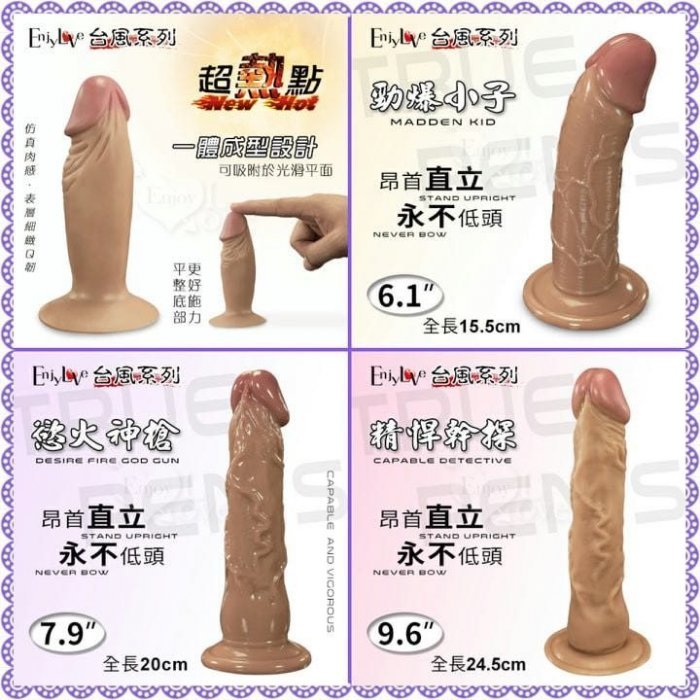 EnjyLove 台風系列
超熱點
New Hot
一體成型設計
可吸附於光滑平面
仿真肉感．表層細緻Q韌
Enjoy
更好施力
平整底部
EnjyLove 台風系列
TRUE
PENIS
勁爆小子
MADDEN KID
昂首直立
STAND UPRIGHT
永不低頭
NEVER BOW
6.1"
全長15.5cm
EnjyLove 台風系列
TRUE
PENIS
慾火神槍
DESIRE FIRE GOD GUN
昂首直立
STAND UPRIGHT
永不低頭
NEVER BOW
CAPABLE AND VIGOROUS
7.9"
全長20cm
EnjyLove 台風系列
TRUE
PENIS
精悍幹探
CAPABLE DETECTIVE
昂首直立
STAND UPRIGHT
永不低頭
NEVER BOW
9.6"
全長24.5cm